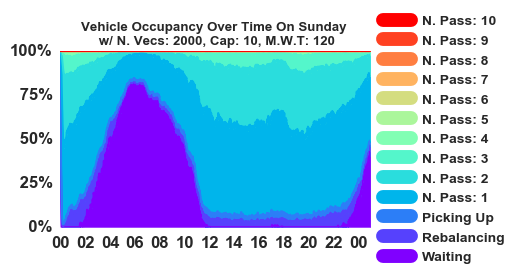 Vehicle Occupancy Over Time On Sunday
w/ N. Vecs: 2000, Cap: 10, M.W.T: 120
100%
75%
50%
25%
0%
00 02 04 06 08 10 12 14 16 18 20 22 00
N. Pass: 10
N. Pass: 9
N. Pass: 8
N. Pass: 7
N. Pass: 6
N. Pass: 5
N. Pass: 4
N. Pass: 3
N. Pass: 2
N. Pass: 1
Picking Up
Rebalancing
Waiting